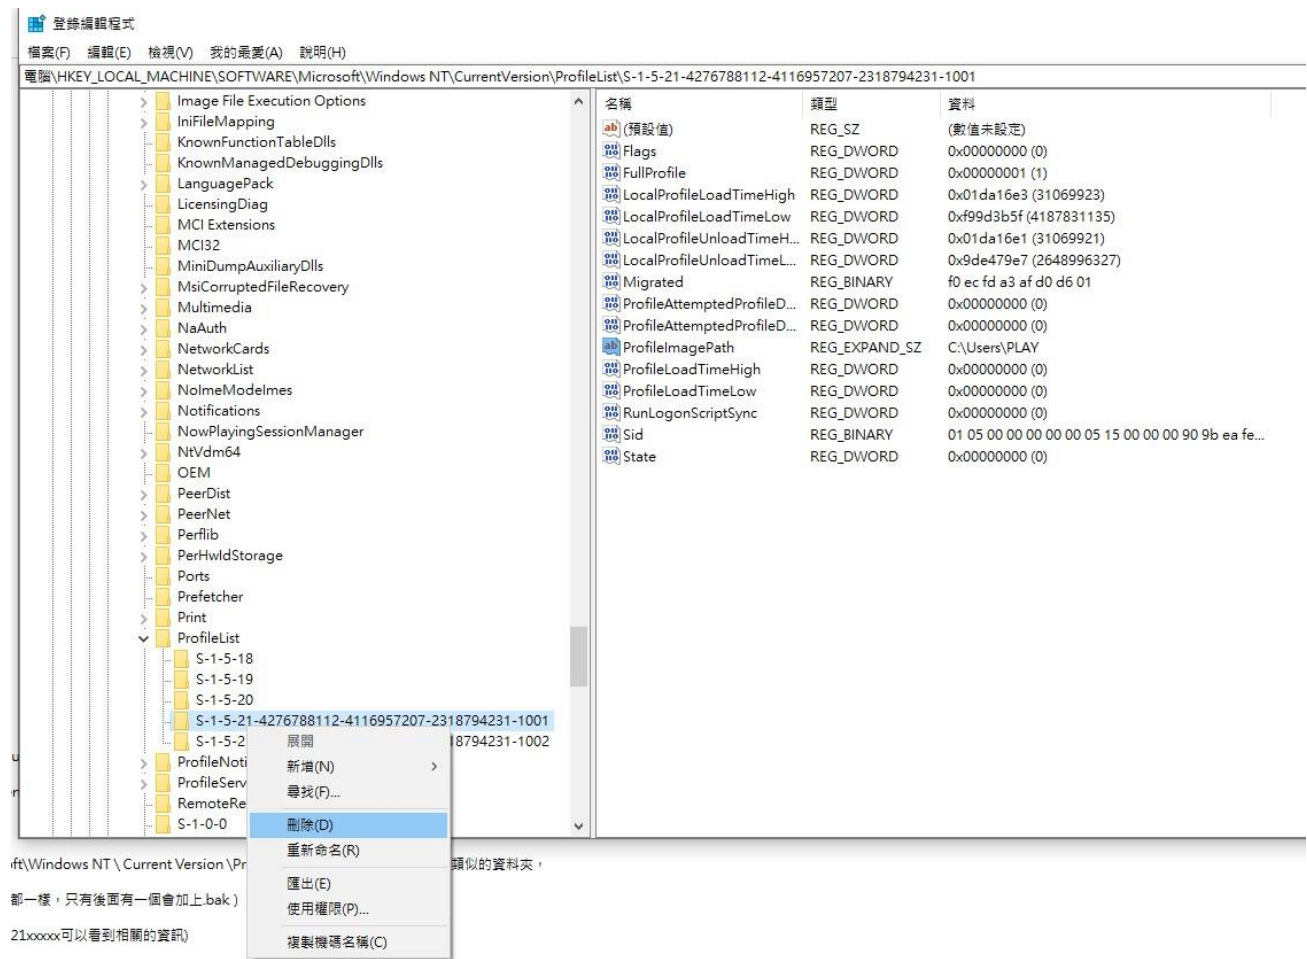 登錄編輯程式
檔案(F) 編輯(E) 檢視(V) 我的最愛(A) 說明(H)
電腦\HKEY_LOCAL_MACHINE\SOFTWARE\Microsoft\Windows NT\CurrentVersion\ProfileList\S-1-5-21-4276788112-4116957207-2318794231-1001
Image File Execution Options
IniFileMapping
KnownFunctionTableDlls
KnownManagedDebuggingDlls
LanguagePack
LicensingDiag
MCI Extensions
MCI32
MiniDumpAuxiliaryDlls
MsiCorruptedFileRecovery
Multimedia
NaAuth
NetworkCards
NetworkList
NoImeModeImes
Notifications
NowPlayingSessionManager
NtVdm64
OEM
PeerDist
PeerNet
Perflib
PerHwIdStorage
Ports
Prefetcher
Print
ProfileList
S-1-5-18
S-1-5-19
S-1-5-20
S-1-5-21-4276788112-4116957207-2318794231-1001
S-1-5-2 18794231-1002
ProfileNoti
ProfileServ
RemoteRe
S-1-0-0
名稱 類型 資料
(預設值) REG_SZ (數值未設定)
Flags REG_DWORD 0x00000000 (0)
FullProfile REG_DWORD 0x00000001 (1)
LocalProfileLoadTimeHigh REG_DWORD 0x01da16e3 (31069923)
LocalProfileLoadTimeLow REG_DWORD 0xf99d3b5f (4187831135)
LocalProfileUnloadTimeH... REG_DWORD 0x01da16e1 (31069921)
LocalProfileUnloadTimeL... REG_DWORD 0x9de479e7 (2648996327)
Migrated REG_BINARY f0 ec fd a3 af d0 d6 01
ProfileAttemptedProfileD... REG_DWORD 0x00000000 (0)
ProfileAttemptedProfileD... REG_DWORD 0x00000000 (0)
ProfileImagePath REG_EXPAND_SZ C:\Users\PLAY
ProfileLoadTimeHigh REG_DWORD 0x00000000 (0)
ProfileLoadTimeLow REG_DWORD 0x00000000 (0)
RunLogonScriptSync REG_DWORD 0x00000000 (0)
Sid REG_BINARY 01 05 00 00 00 00 00 05 15 00 00 00 90 9b ea fe...
State REG_DWORD 0x00000000 (0)
展開
新增(N)
尋找(F)...
刪除(D)
重新命名(R)
匯出(E)
使用權限(P)...
複製機碼名稱(C)
oft\Windows NT \ Current Version \Pr 類似的資料夾，
都一樣，只有後面有一個會加上.bak )
21xxxxx可以看到相關的資訊)